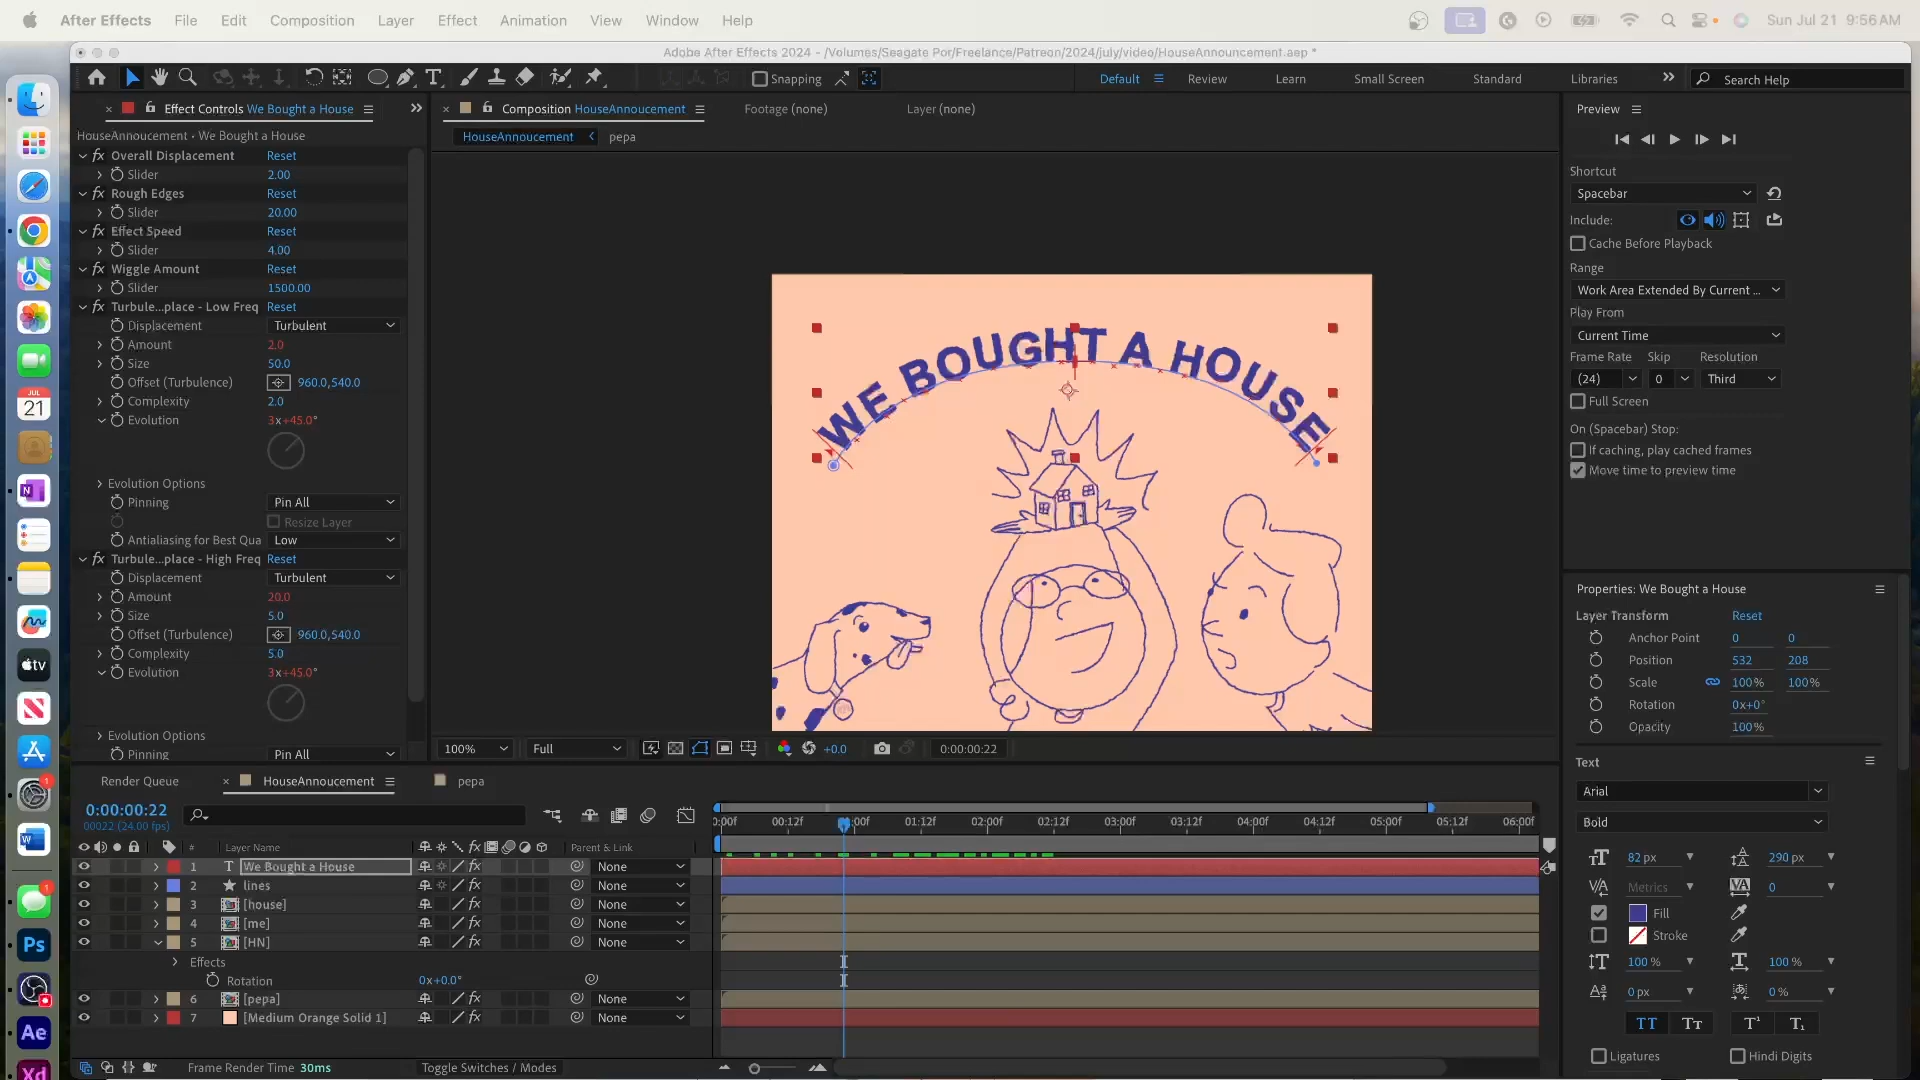 After Effects File Edit Composition Layer Effect Animation View Window Help
Sun Jul 21 9:56AM
Adobe After Effects 2024 - /Volumes/Seagate Por/Freelance/Patreon/2024/july/video/HouseAnnouncement.aep *
Snapping
Default Review Learn Small Screen Standard Libraries
Search Help
Effect Controls We Bought a House
HouseAnnoucement • We Bought a House
Overall Displacement Reset
Slider 2.00
Rough Edges Reset
Slider 20.00
Effect Speed Reset
Slider 4.00
Wiggle Amount Reset
Slider 1500.00
Turbule...place - Low Freq Reset
Displacement Turbulent
Amount 2.0
Size 50.0
Offset (Turbulence) 960.0,540.0
Complexity 2.0
Evolution 3x+45.0°
Evolution Options
Pinning Pin All
Resize Layer
Antialiasing for Best Qua Low
Turbule...place - High Freq Reset
Displacement Turbulent
Amount 20.0
Size 5.0
Offset (Turbulence) 960.0,540.0
Complexity 5.0
Evolution 3x+45.0°
Evolution Options
Pinning Pin All
Composition HouseAnnoucement
Footage (none)
Layer (none)
HouseAnnoucement pepa
WE BOUGHT A HOUSE
100% Full +0.0 0:00:00:22
Preview
Shortcut
Spacebar
Include:
Cache Before Playback
Range
Work Area Extended By Current ...
Play From
Current Time
Frame Rate Skip Resolution
(24) 0 Third
Full Screen
On (Spacebar) Stop:
If caching, play cached frames
Move time to preview time
Properties: We Bought a House
Layer Transform Reset
Anchor Point 0 0
Position 532 208
Scale 100% 100%
Rotation 0x+0°
Opacity 100%
Text
Arial
Bold
82 px 290 px
Metrics 0
Fill
Stroke
100 % 100 %
0 px 0 %
TT Tт T¹ T₁
Ligatures Hindi Digits
Render Queue HouseAnnoucement pepa
0:00:00:22
00022 (24.00 fps)
# Layer Name Parent & Link
0:00f 00:12f 01:00f 01:12f 02:00f 02:12f 03:00f 03:12f 04:00f 04:12f 05:00f 05:12f 06:00f
1 T We Bought a House None
2 lines None
3 [house] None
4 [me] None
5 [HN] None
Effects
Rotation 0x+0.0°
6 [pepa] None
7 [Medium Orange Solid 1] None
Frame Render Time 30ms Toggle Switches / Modes
JUL
21
tv
1
1
Ps
Ae
Xd